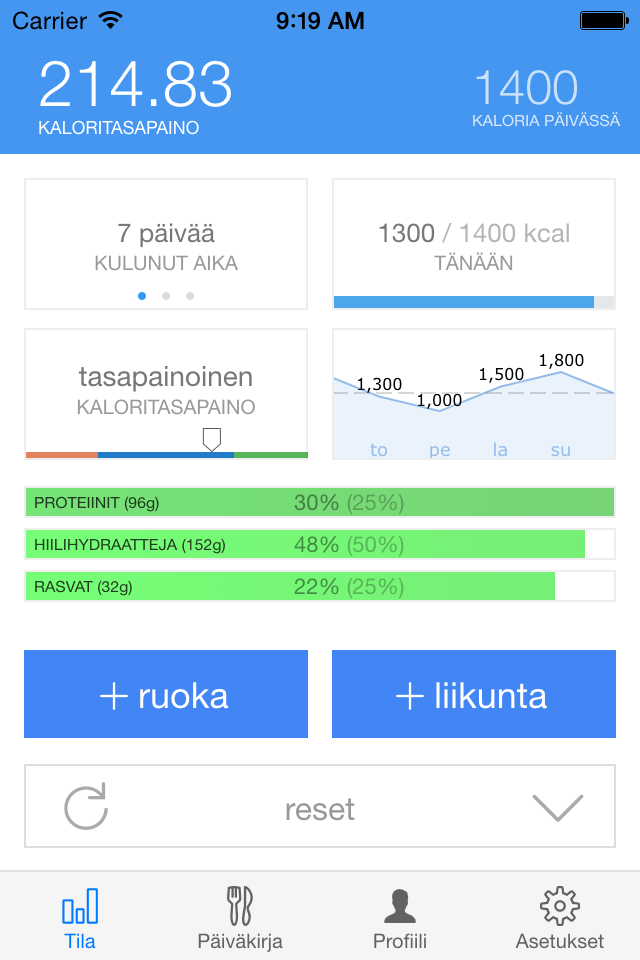 Carrier 9:19 AM
214.83 1400
KALORITASAPAINO KALORIA PÄIVÄSSÄ
7 päivää
KULUNUT AIKA
1300 / 1400 kcal
TÄNÄÄN
tasapainoinen
KALORITASAPAINO
1,300 1,000 1,500 1,800
to pe la su
PROTEIINIT (96g) 30% (25%)
HIILIHYDRAATTEJA (152g) 48% (50%)
RASVAT (32g) 22% (25%)
+ ruoka
+ liikunta
reset
Tila Päiväkirja Profiili Asetukset